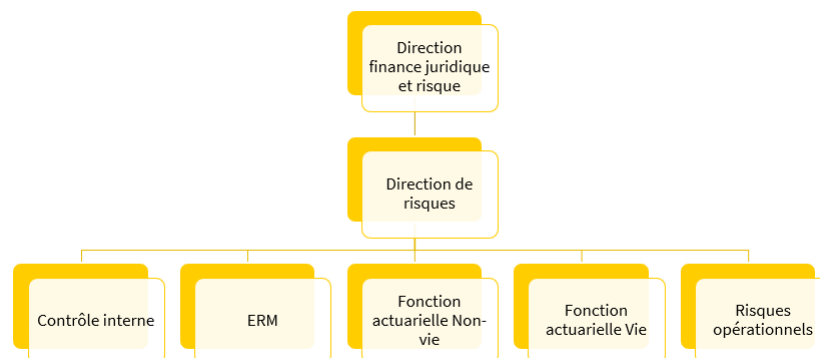 Direction
finance juridique
et risque
Direction de
risques
Contrôle interne
ERM
Fonction
actuarielle Non-
vie
Fonction
actuarielle Vie
Risques
opérationnels